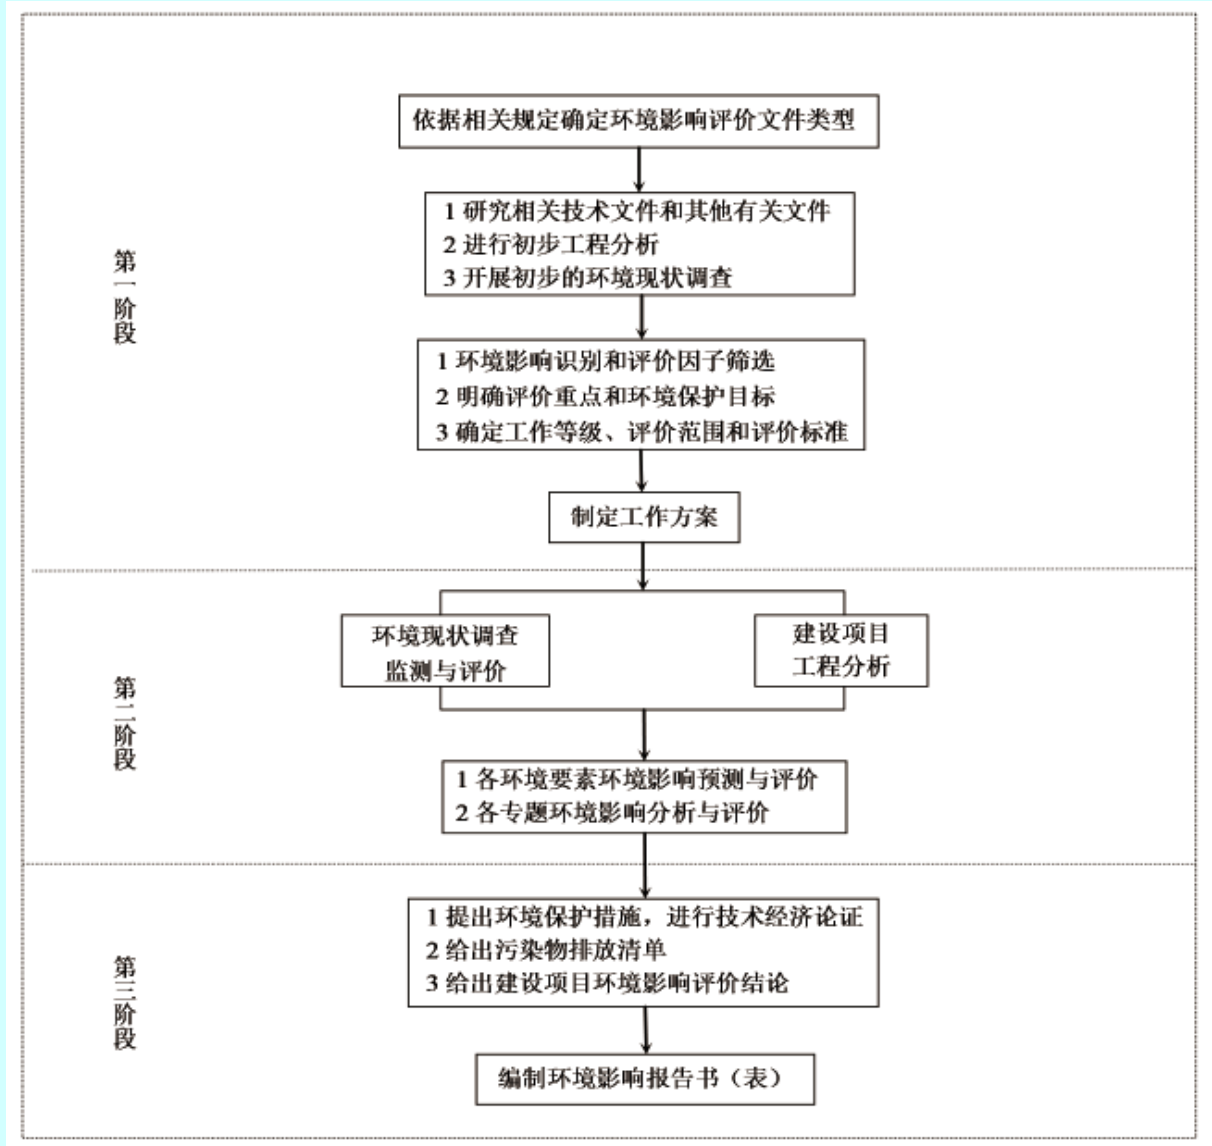 依据相关规定确定环境影响评价文件类型
1 研究相关技术文件和其他有关文件
2 进行初步工程分析
3 开展初步的环境现状调查
第一阶段
1 环境影响识别和评价因子筛选
2 明确评价重点和环境保护目标
3 确定工作等级、评价范围和评价标准
制定工作方案
环境现状调查
监测与评价
建设项目
工程分析
第二阶段
1 各环境要素环境影响预测与评价
2 各专题环境影响分析与评价
1 提出环境保护措施，进行技术经济论证
2 给出污染物排放清单
3 给出建设项目环境影响评价结论
第三阶段
编制环境影响报告书（表）